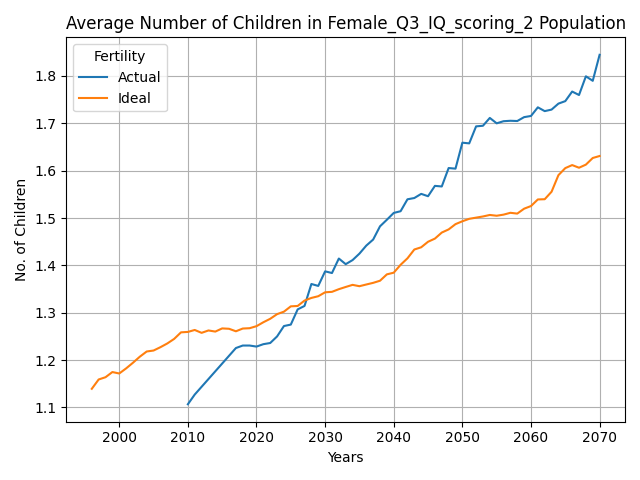 Average Number of Children in Female_Q3_IQ_scoring_2 Population
Fertility
Actual
Ideal
No. of Children
1.8
1.7
1.6
1.5
1.4
1.3
1.2
1.1
2000 2010 2020 2030 2040 2050 2060 2070
Years